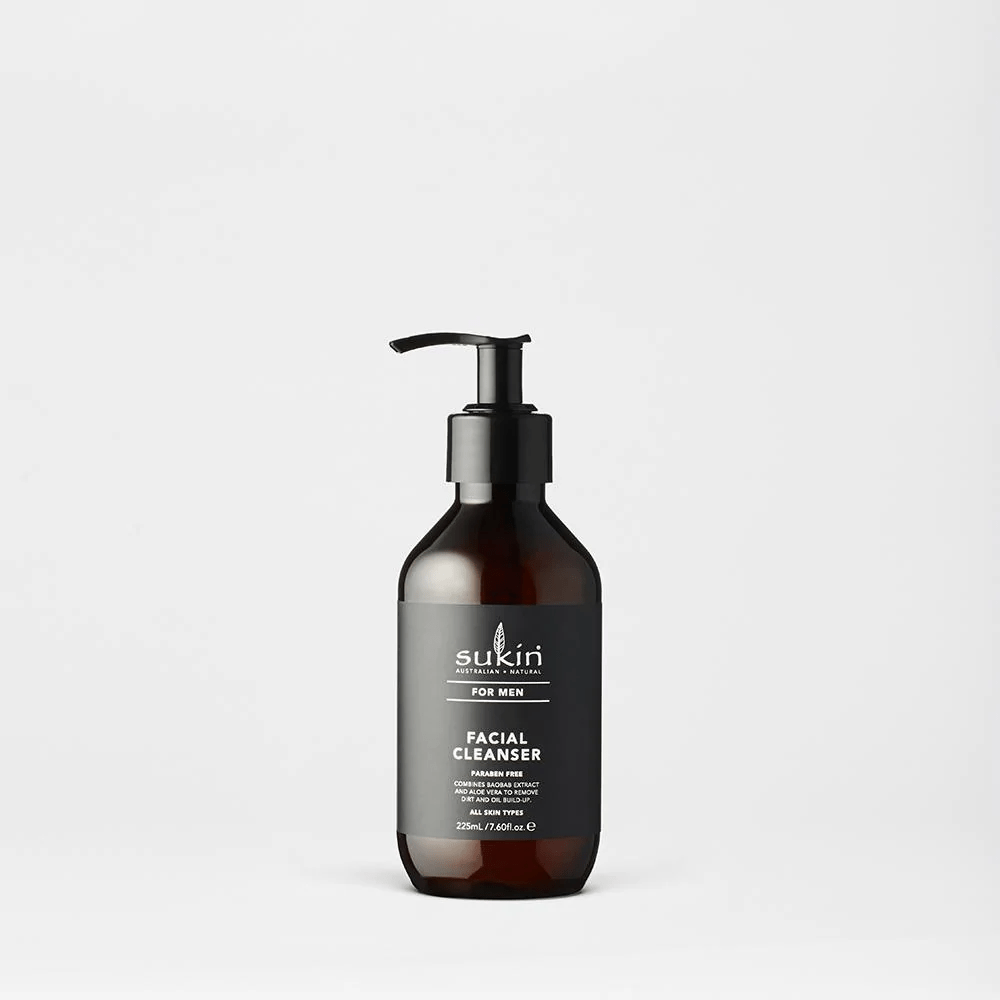 sukin
AUSTRALIAN • NATURAL
FOR MEN
FACIAL
CLEANSER
PARABEN FREE
COMBINES BAOBAB EXTRACT
AND ALOE VERA TO REMOVE
DIRT AND OIL BUILD-UP.
ALL SKIN TYPES
225mL / 7.60fl.oz. ℮